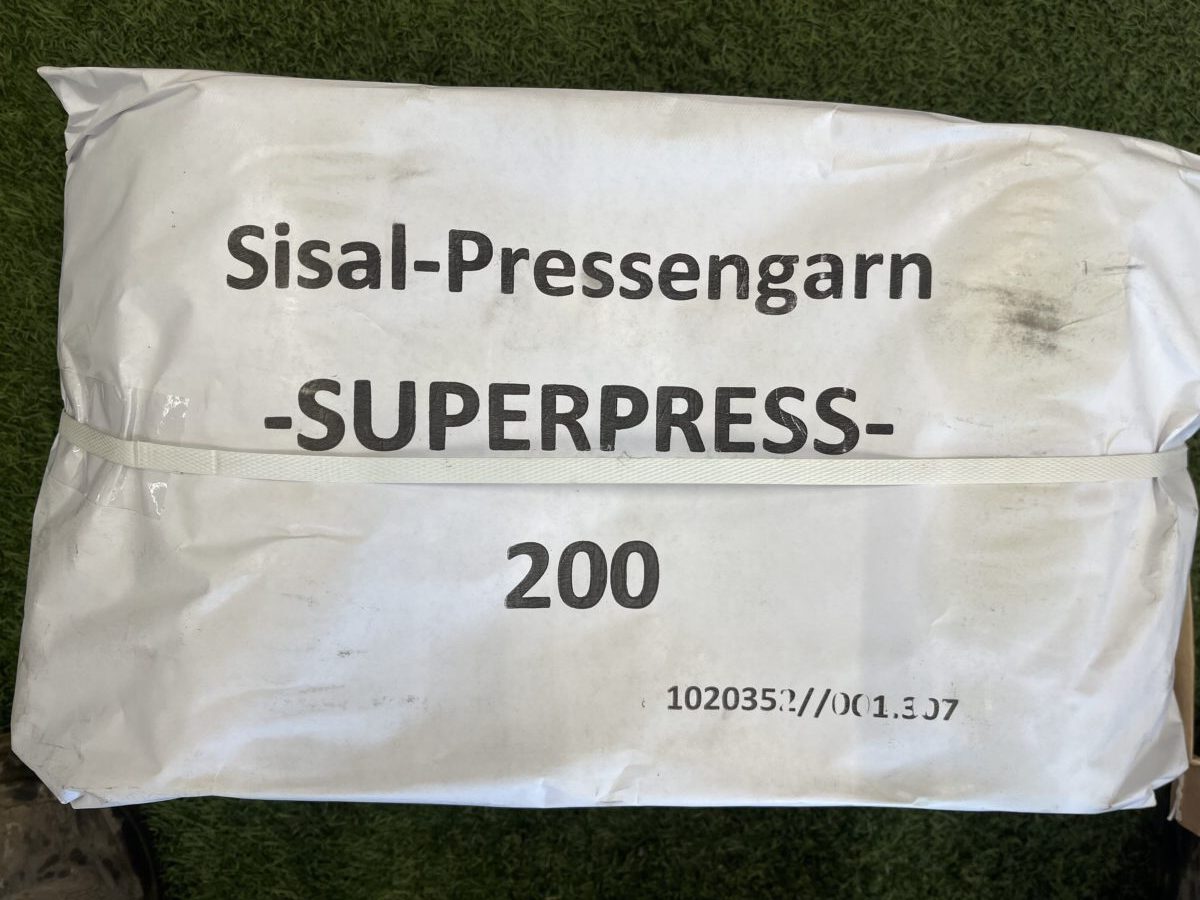 Sisal-Pressengarn
-SUPERPRESS-
200
1020352//001.307